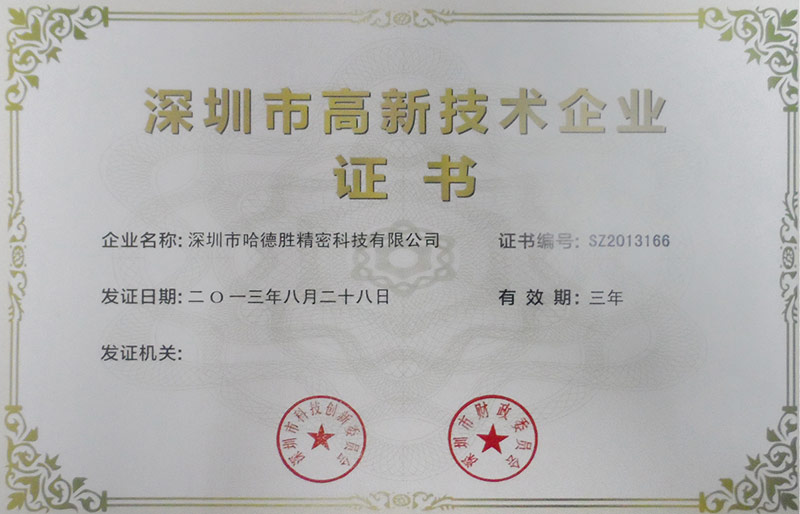 深圳市高新技术企业
证书
企业名称: 深圳市哈德胜精密科技有限公司
证书编号: SZ2013166
发证日期: 二〇一三年八月二十八日
有效期: 三年
发证机关:
深圳市科技创新委员会
深圳市财政委员会